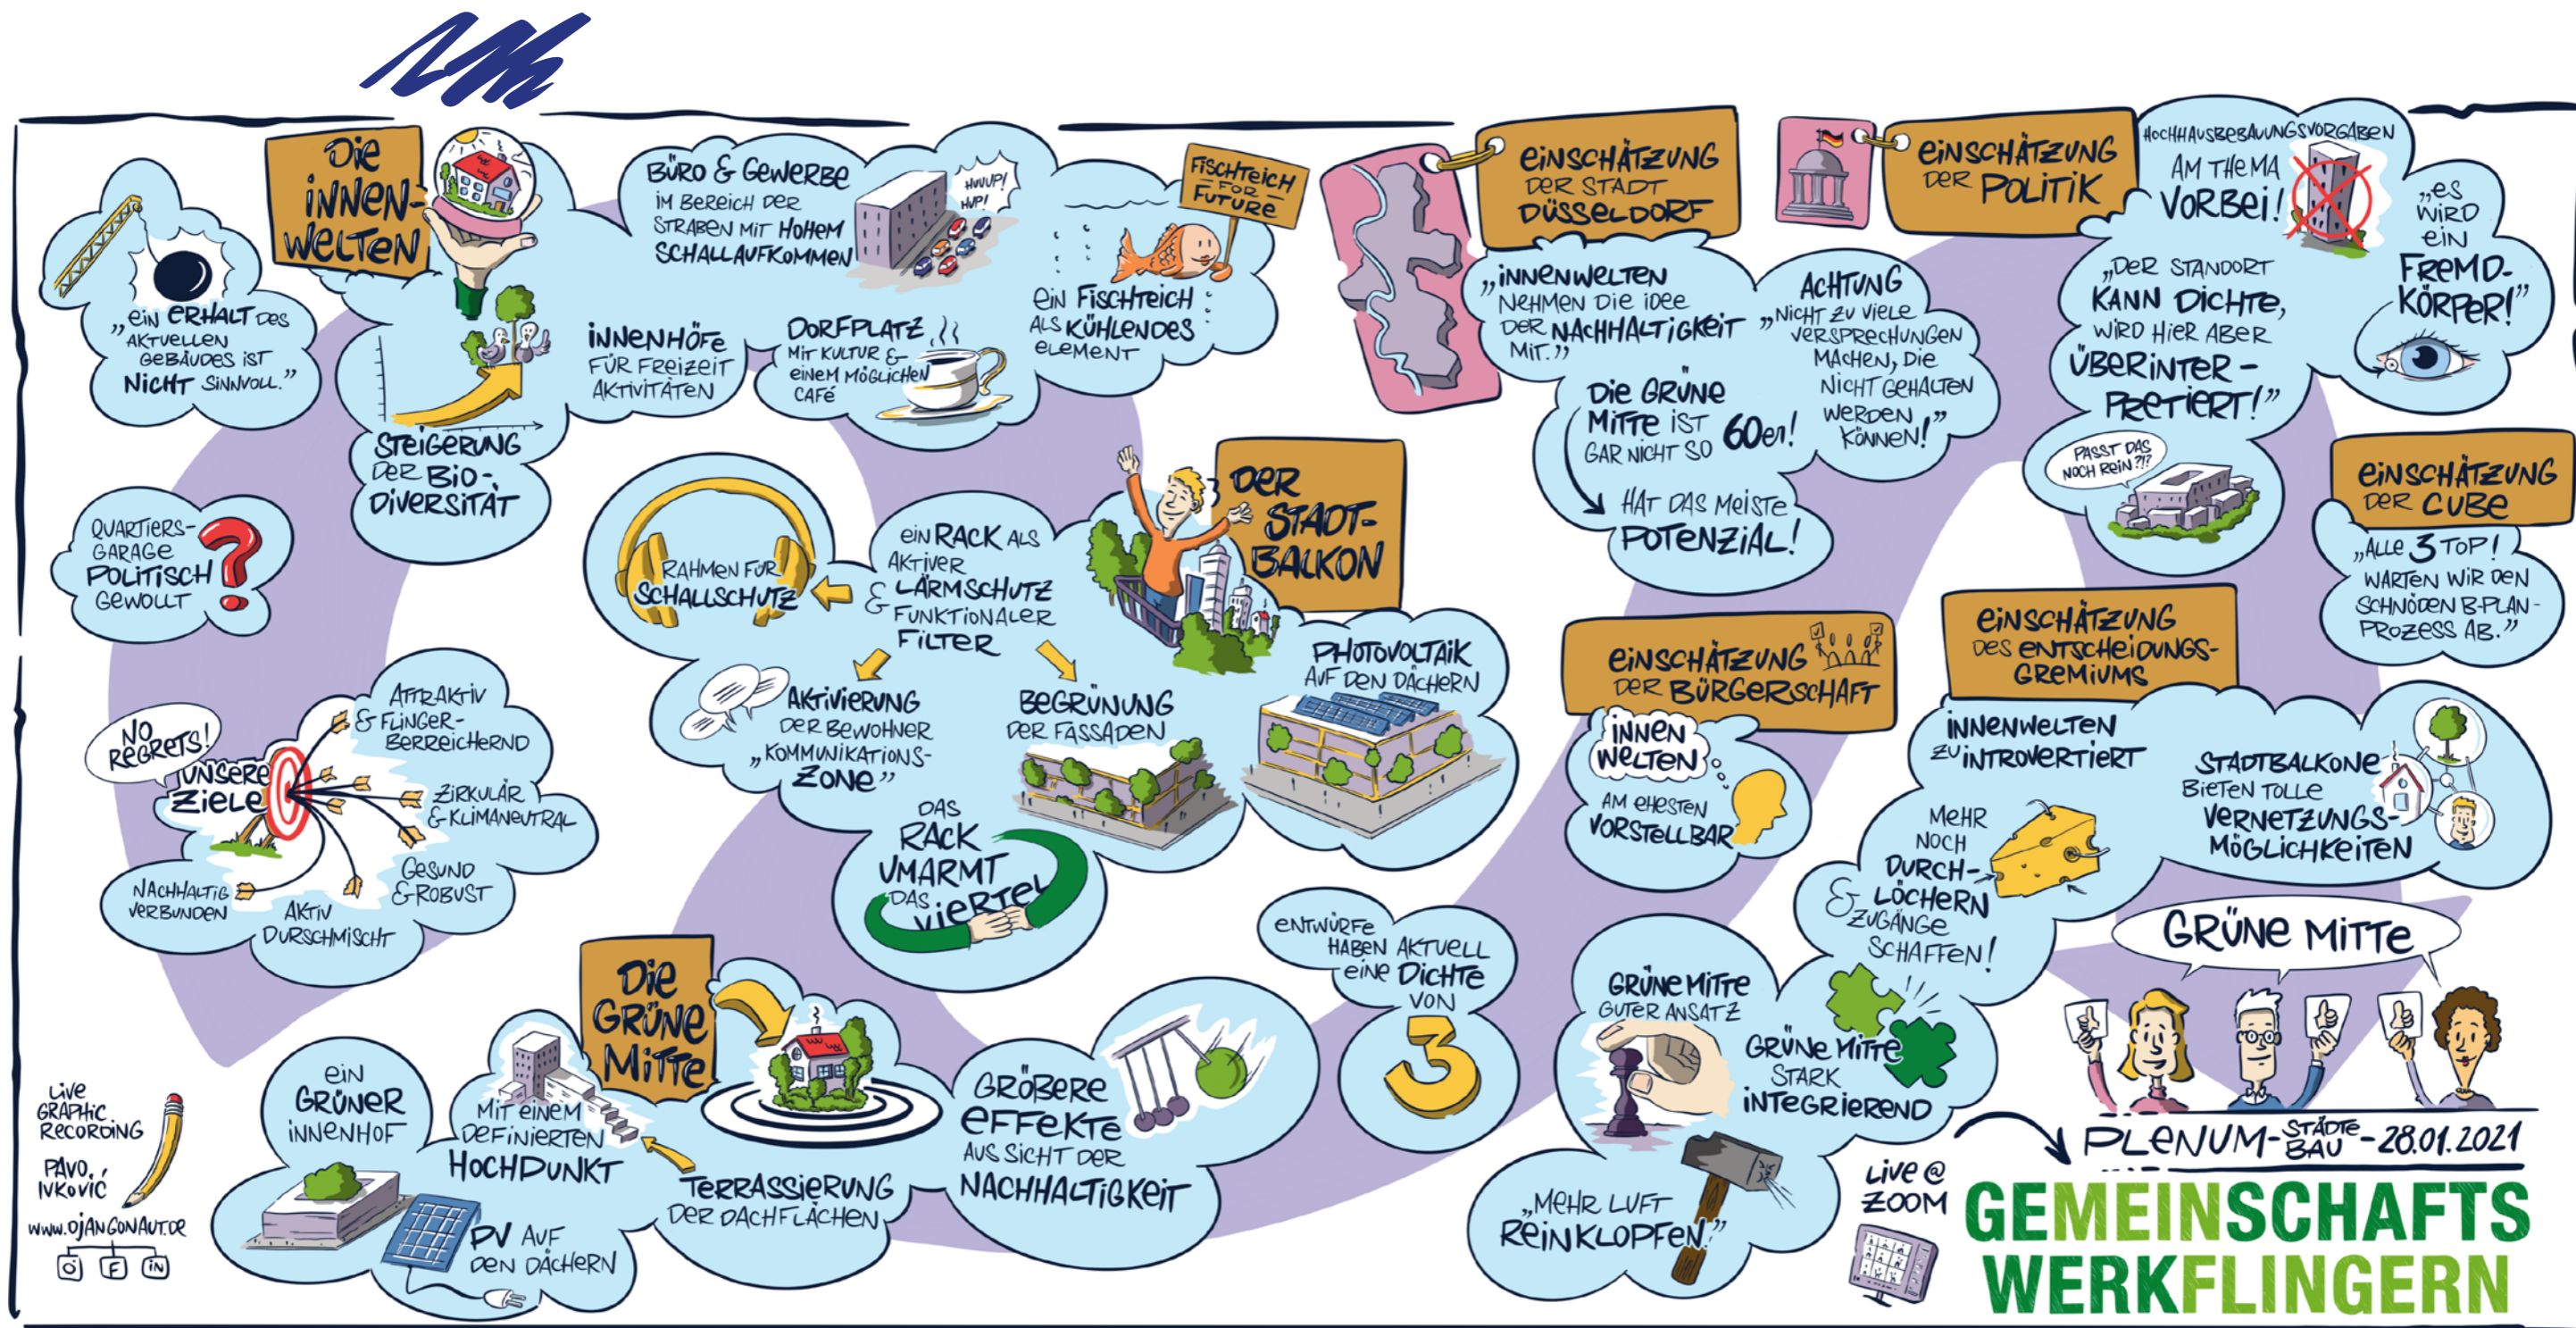 Die
iNNeN-
WeLTeN
„eiN eRHALT Des
AKTUeLLeN
GeBÄUDes iST
NiCHT SiNNVOLL.”
STeiGeRUNG
DeR BiO-
DiVeRSiTÄT
BÜRO & GeWeRBe
iM BeReiCH DeR
STRAßeN MiT HOHeM
SCHALLAUFKOMMeN
HUUUP!
HUP!
iNNeNHÖFe
FÜR FReiZeiT
AKTiViTÄTeN
DORFPLATZ
MiT KULTUR &
eiNeM MöGLiCHeN
CAFé
FiSCHTeiCH
FOR
FUTURe
eiN FiSCHTeiCH
ALS KÜHLeNDeS
eLeMeNT
QUARTieRS-
GARAGe
POLiTiSCH
GeWOLLT
?
NO
ReGReTS!
UNSeRe
ZieLe
ATTRAKTiV
& FLiNGeR-
BeRReiCHeRND
ZiRKULÄR
& KLiMANeUTRAL
GeSUND
& ROBUST
AKTiV
DURSCHMiSCHT
NACHHALTiG
VeRBUNDeN
DeR
STADT-
BALKON
eiN RACK ALS
AKTiVeR
LÄRMSCHUTZ
& FUNKTiONALeR
FiLTeR
RAHMeN FÜR
SCHALLSCHUTZ
AKTiVieRUNG
DeR BeWOHNeR
„KOMMUNiKATiONS-
ZONe”
BeGRÜNUNG
DeR FASSADeN
PHOTOVOLTAiK
AUF DeN DÄCHeRN
DAS
RACK
UMARMT
DAS
VieRTeL
Die
GRÜNe
MiTTe
eiN
GRÜNeR
iNNeNHOF
MiT eiNeM
DeFiNieRTeN
HOCHPUNKT
PV AUF
DeN DÄCHeRN
TeRRASSieRUNG
DeR DACHFLÄCHeN
GRÖßeRe
eFFeKTe
AUS SiCHT DeR
NACHHALTiGKeiT
eNTWÜRFe
HABeN AKTUeLL
eiNe DiCHTe
VON
3
eiNSCHÄTZUNG
DeR STADT
DÜSSeLDORF
„iNNeNWeLTeN
NeHMeN Die iDee
DeR NACHHALTiGKeiT
MiT.”
Die GRÜNe
MiTTe iST
GAR NiCHT SO 60er!
HAT DAS MeiSTe
POTeNZiAL!
ACHTUNG
„NiCHT ZU VieLe
VeRSPReCHUNGeN
MACHeN, Die
NiCHT GeHALTeN
WeRDeN
KÖNNeN!”
eiNSCHÄTZUNG
DeR POLiTiK
HOCHHAUSBeBAUUNGSVORGABeN
AM THeMA
VORBei!
„eS
WiRD
eiN
FReMD-
KÖRPeR!”
„DeR STANDORT
KANN DiCHTe,
WiRD HieR ABeR
ÜBeRiNTeR-
PReTieRT!”
PASST DAS
NOCH ReiN?!?
eiNSCHÄTZUNG
DeR CUBe
„ALLe 3 TOP!
WARTeN WiR DeN
SCHNÖDeN B-PLAN-
PROZeSS AB.”
eiNSCHÄTZUNG
DeR BÜRGeRSCHAFT
iNNeN
WeLTeN
AM eHeSTeN
VORSTeLLBAR
eiNSCHÄTZUNG
DeS eNTSCHeiDUNGS-
GReMiUMS
iNNeNWeLTeN
ZU iNTROVeRTieRT
MeHR
NOCH
DURCH-
LÖCHeRN
& ZUGÄNGe
SCHAFFeN!
STADTBALKONe
BieTeN TOLLe
VeRNeTZUNGS-
MöGLiCHKeiTeN
GRÜNe MiTTe
GUTeR ANSATZ
GRÜNe MiTTe
STARK
iNTeGRieReND
„MeHR LUFT
ReiNKLOPFeN.”
GRÜNe MiTTe
Live
GRAPHiC
ReCORDiNG
PAVO
iVKOViĆ
WWW.DJANGONAUT.De
F
iN
Live @
ZOOM
PLeNUM-STÄDTe-BAU-28.01.2021
GEMEINSCHAFTS
WERKFLINGERN